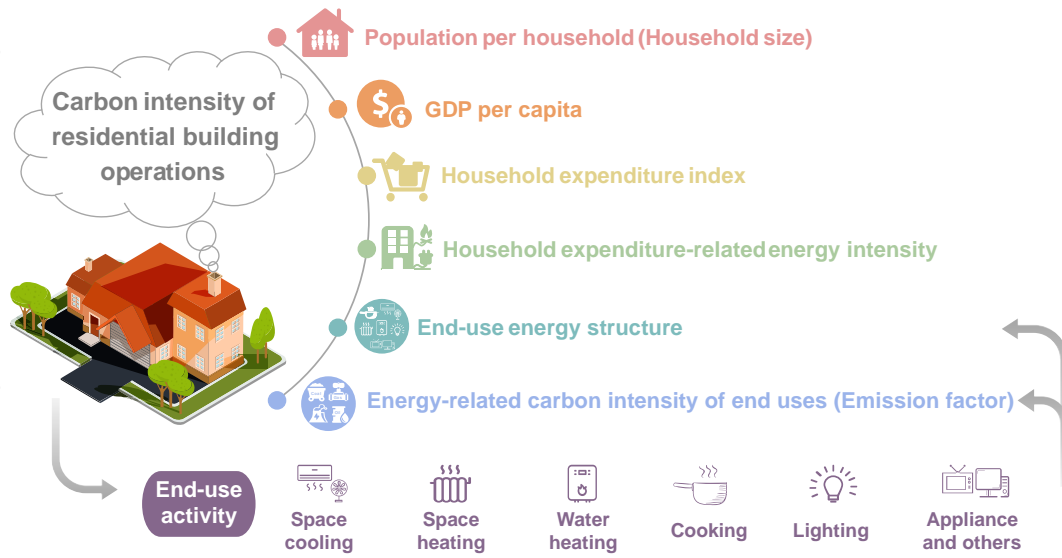 Population per household (Household size)
Carbon intensity of
residential building
operations
GDP per capita
Household expenditure index
Household expenditure-related energy intensity
End-use energy structure
Energy-related carbon intensity of end uses (Emission factor)
End-use
activity
Space
cooling
Space
heating
Water
heating
Cooking
Lighting
Appliance
and others